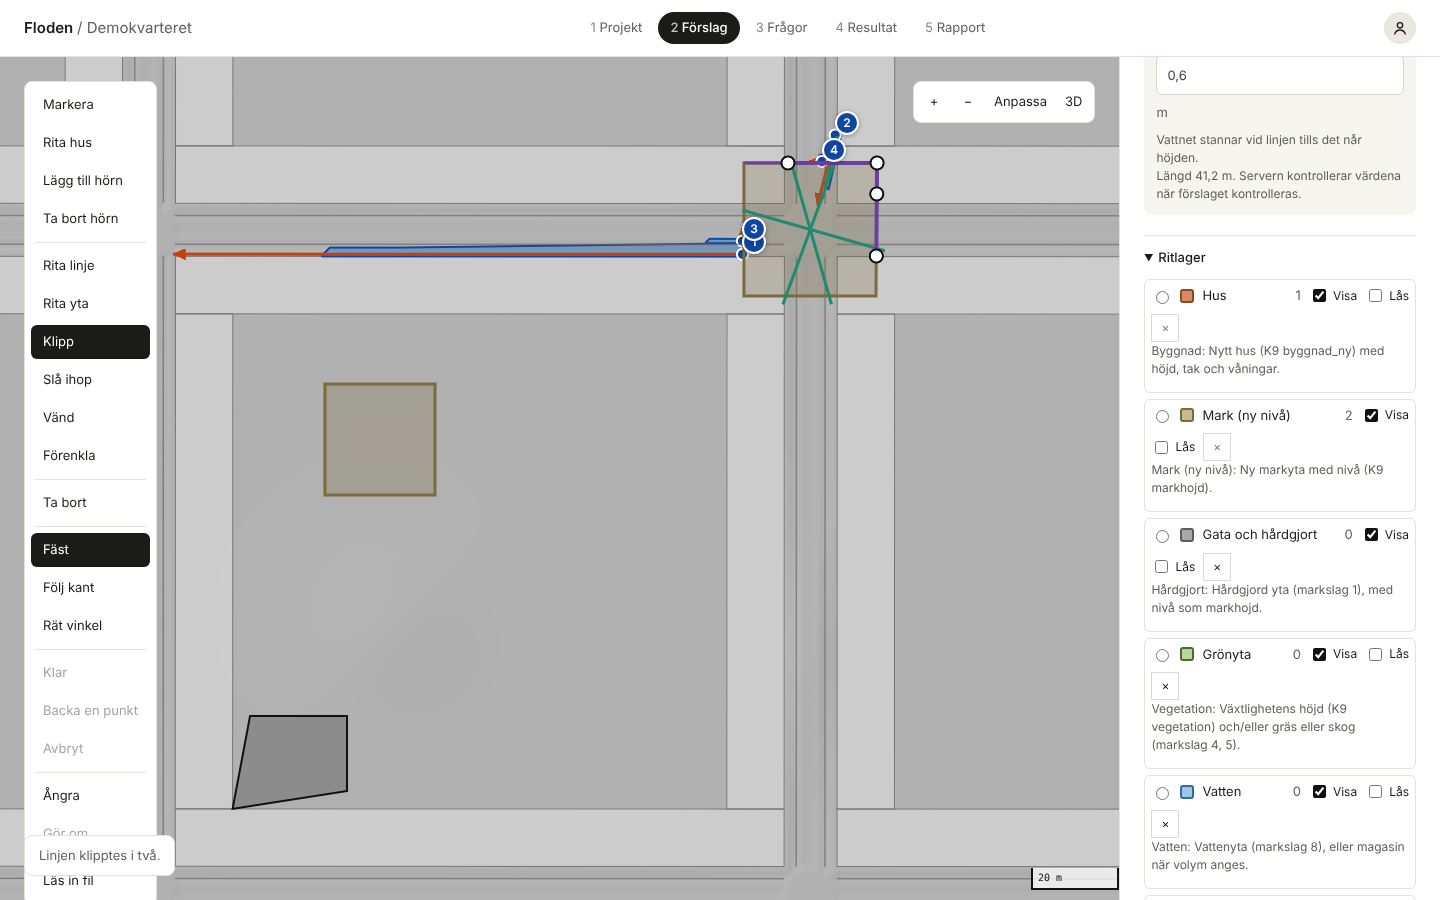 Floden / Demokvarteret
1 Projekt
2 Förslag
3 Frågor
4 Resultat
5 Rapport
Markera
Rita hus
Lägg till hörn
Ta bort hörn
Rita linje
Rita yta
Klipp
Slå ihop
Vänd
Förenkla
Ta bort
Fäst
Följ kant
Rät vinkel
Klar
Backa en punkt
Avbryt
Ångra
Gör om
Linjen klipptes i två.
Läs in fil
+
−
Anpassa
3D
2
4
3
1
20 m
0,6
m
Vattnet stannar vid linjen tills det når
höjden.
Längd 41,2 m. Servern kontrollerar värdena
när förslaget kontrolleras.
▼ Ritlager
Hus 1 Visa Lås
×
Byggnad: Nytt hus (K9 byggnad_ny) med
höjd, tak och våningar.
Mark (ny nivå) 2 Visa
Lås ×
Mark (ny nivå): Ny markyta med nivå (K9
markhojd).
Gata och hårdgjort 0 Visa
Lås ×
Hårdgjort: Hårdgjord yta (markslag 1), med
nivå som markhojd.
Grönyta 0 Visa Lås
×
Vegetation: Växtlighetens höjd (K9
vegetation) och/eller gräs eller skog
(markslag 4, 5).
Vatten 0 Visa Lås
×
Vatten: Vattenyta (markslag 8), eller magasin
när volym anges.